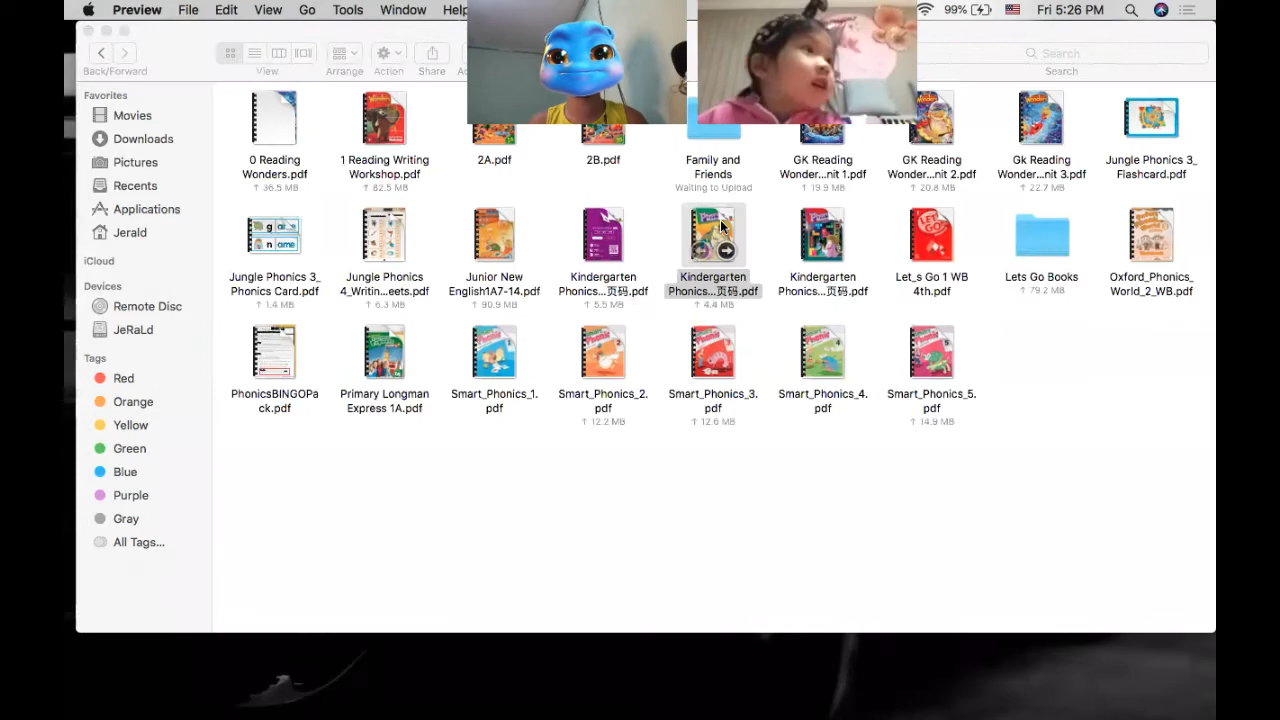 Preview File Edit View Go Tools Window Help 99% Fri 5:26 PM
Search
Back/Forward View Arrange Action Share Search
Favorites
Movies
Downloads
Pictures
Recents
Applications
Jerald
iCloud
Devices
Remote Disc
JeRaLd
Tags
Red
Orange
Yellow
Green
Blue
Purple
Gray
All Tags...
0 Reading Wonders.pdf
↑ 36.5 MB
1 Reading Writing Workshop.pdf
↑ 82.5 MB
2A.pdf
2B.pdf
Family and Friends
Waiting to Upload
GK Reading Wonder...nit 1.pdf
↑ 19.9 MB
GK Reading Wonder...nit 2.pdf
↑ 20.8 MB
Gk Reading Wonder...nit 3.pdf
↑ 22.7 MB
Jungle Phonics 3_ Flashcard.pdf
Jungle Phonics 3_ Phonics Card.pdf
↑ 1.4 MB
Jungle Phonics 4_Writin...eets.pdf
↑ 6.3 MB
Junior New English1A7-14.pdf
↑ 90.9 MB
Kindergarten Phonics...页码.pdf
↑ 5.5 MB
Kindergarten Phonics...页码.pdf
↑ 4.4 MB
Kindergarten Phonics...页码.pdf
Let_s Go 1 WB 4th.pdf
Lets Go Books
↑ 79.2 MB
Oxford_Phonics_ World_2_WB.pdf
PhonicsBINGOPa ck.pdf
Primary Longman Express 1A.pdf
Smart_Phonics_1. pdf
Smart_Phonics_2. pdf
↑ 12.2 MB
Smart_Phonics_3. pdf
↑ 12.6 MB
Smart_Phonics_4. pdf
Smart_Phonics_5. pdf
↑ 14.9 MB